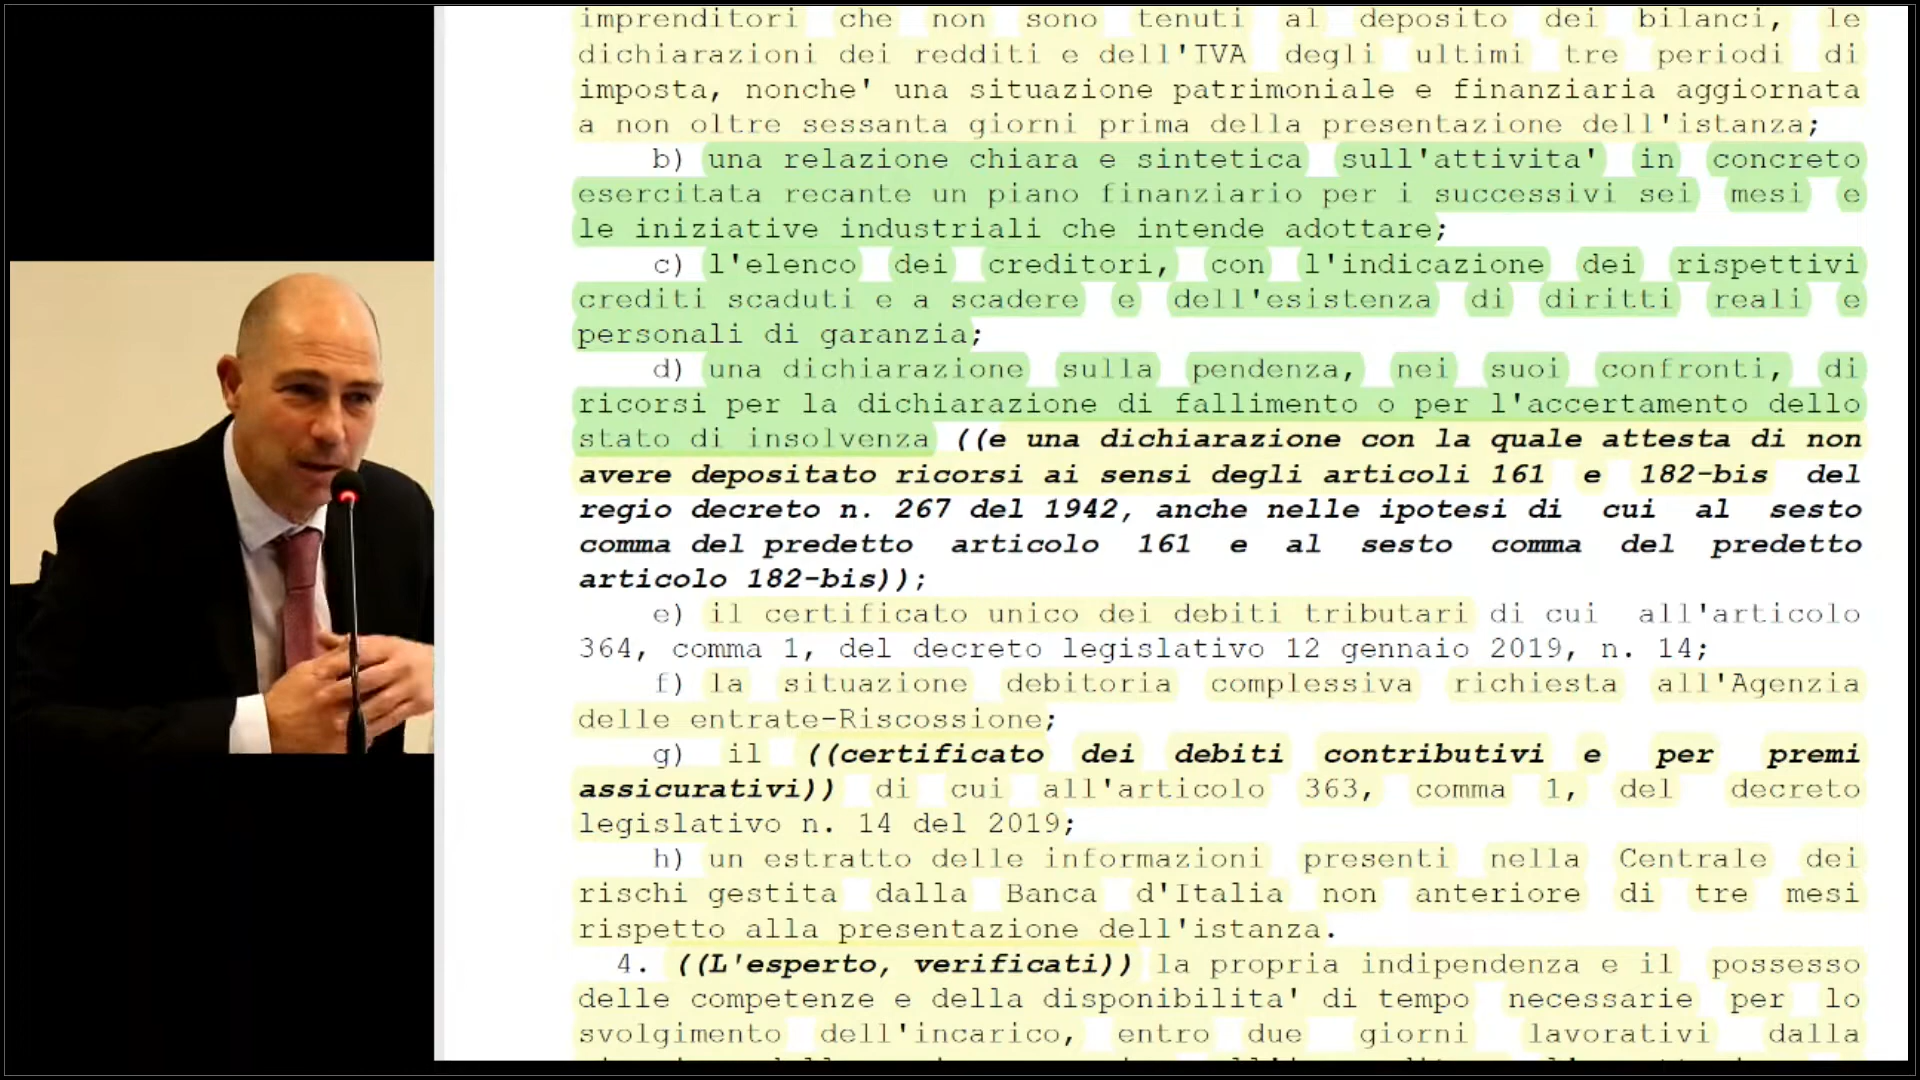 imprenditori che non sono tenuti al deposito dei bilanci, le
dichiarazioni dei redditi e dell'IVA degli ultimi tre periodi di
imposta, nonche' una situazione patrimoniale e finanziaria aggiornata
a non oltre sessanta giorni prima della presentazione dell'istanza;
b) una relazione chiara e sintetica sull'attivita' in concreto
esercitata recante un piano finanziario per i successivi sei mesi e
le iniziative industriali che intende adottare;
c) l'elenco dei creditori, con l'indicazione dei rispettivi
crediti scaduti e a scadere e dell'esistenza di diritti reali e
personali di garanzia;
d) una dichiarazione sulla pendenza, nei suoi confronti, di
ricorsi per la dichiarazione di fallimento o per l'accertamento dello
stato di insolvenza ((e una dichiarazione con la quale attesta di non
avere depositato ricorsi ai sensi degli articoli 161 e 182-bis del
regio decreto n. 267 del 1942, anche nelle ipotesi di cui al sesto
comma del predetto articolo 161 e al sesto comma del predetto
articolo 182-bis));
e) il certificato unico dei debiti tributari di cui all'articolo
364, comma 1, del decreto legislativo 12 gennaio 2019, n. 14;
f) la situazione debitoria complessiva richiesta all'Agenzia
delle entrate-Riscossione;
g) il ((certificato dei debiti contributivi e per premi
assicurativi)) di cui all'articolo 363, comma 1, del decreto
legislativo n. 14 del 2019;
h) un estratto delle informazioni presenti nella Centrale dei
rischi gestita dalla Banca d'Italia non anteriore di tre mesi
rispetto alla presentazione dell'istanza.
4. ((L'esperto, verificati)) la propria indipendenza e il possesso
delle competenze e della disponibilita' di tempo necessarie per lo
svolgimento dell'incarico, entro due giorni lavorativi dalla